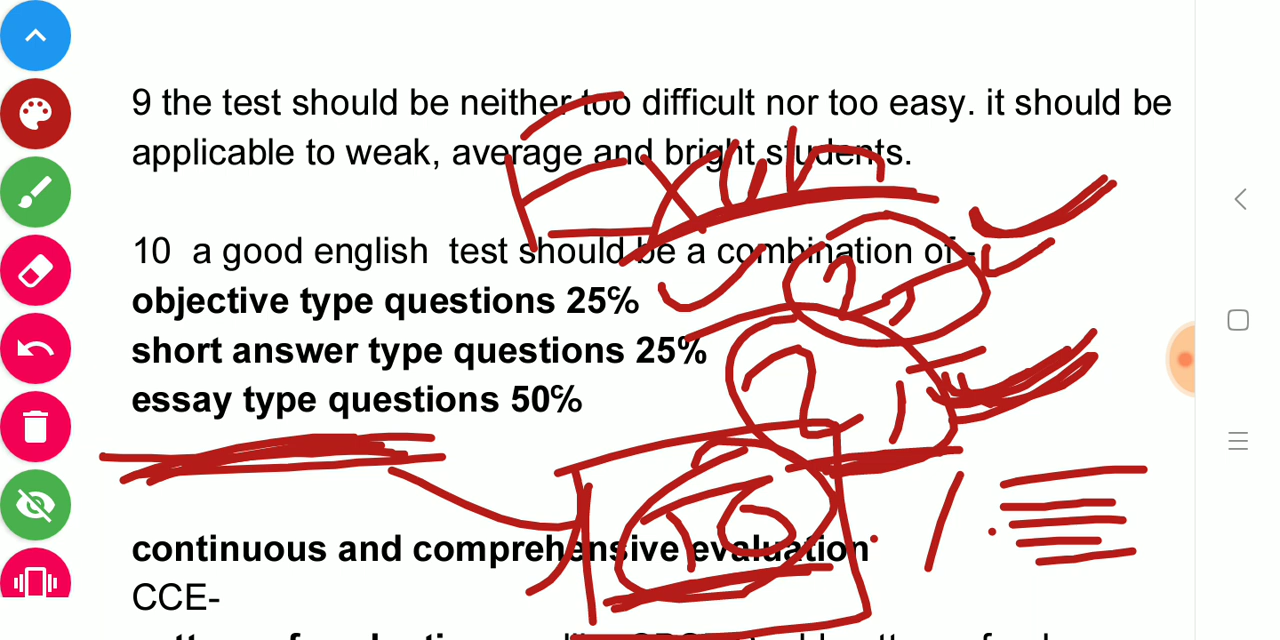 9 the test should be neither too difficult nor too easy. it should be
applicable to weak, average and bright students.
10 a good english test should be a combination of -
objective type questions 25℅
short answer type questions 25%
essay type questions 50℅
continuous and comprehensive evaluation
CCE-